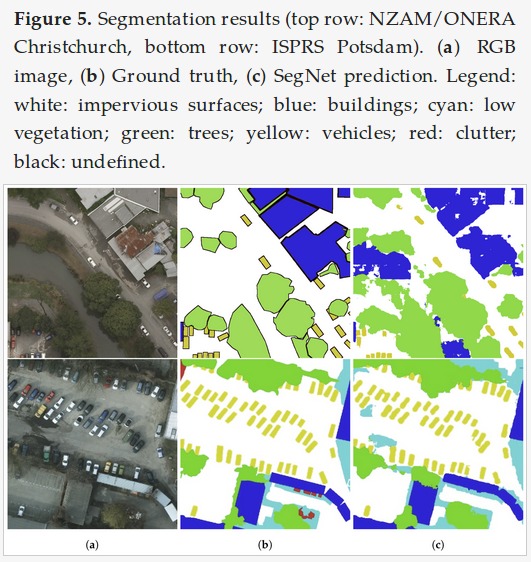 Figure 5. Segmentation results (top row: NZAM/ONERA
Christchurch, bottom row: ISPRS Potsdam). (a) RGB
image, (b) Ground truth, (c) SegNet prediction. Legend:
white: impervious surfaces; blue: buildings; cyan: low
vegetation; green: trees; yellow: vehicles; red: clutter;
black: undefined.
(a) (b) (c)